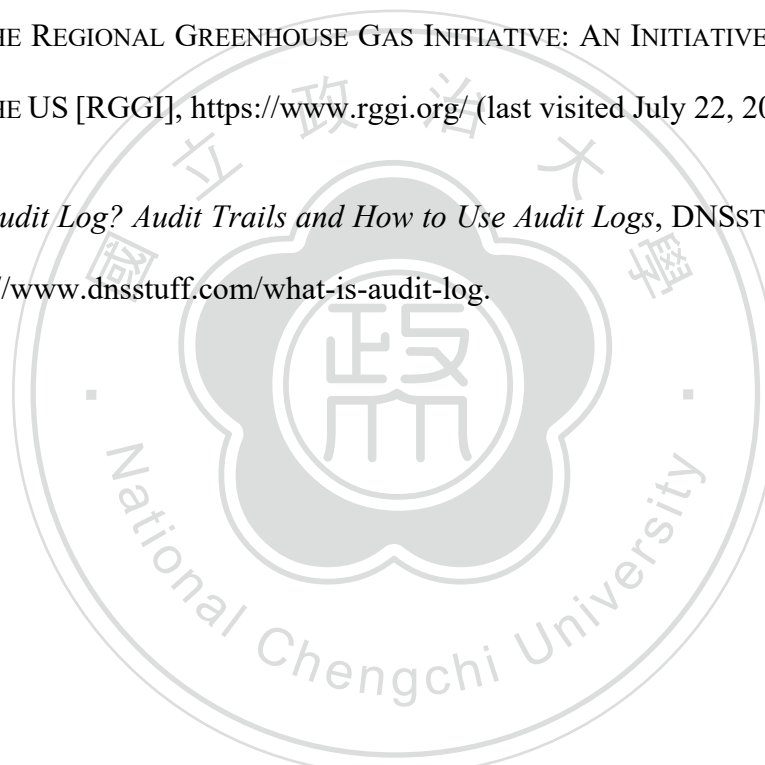 HE REGIONAL GREENHOUSE GAS INITIATIVE: AN INITIATIVE
HE US [RGGI], https://www.rggi.org/ (last visited July 22, 20
udit Log? Audit Trails and How to Use Audit Logs, DNSST
/www.dnsstuff.com/what-is-audit-log.
國立政治大學
政
National Chengchi University